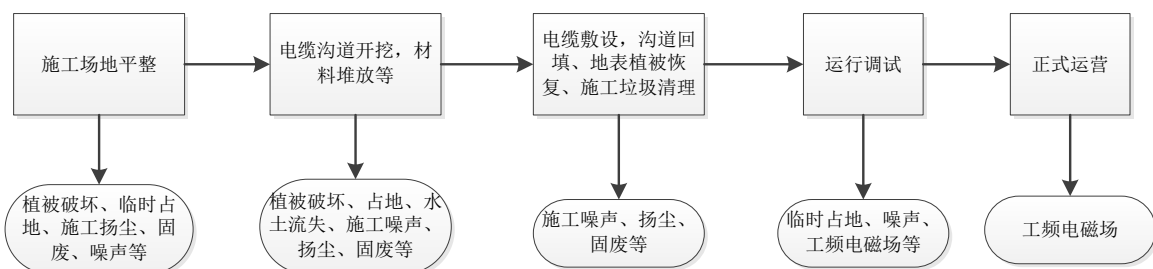 施工场地平整
电缆沟道开挖，材
料堆放等
电缆敷设，沟道回
填、地表植被恢
复、施工垃圾清理
运行调试
正式运营
植被破坏、临时占
地、施工扬尘、固
废、噪声等
植被破坏、占地、水
土流失、施工噪声、
扬尘、固废等
施工噪声、扬尘、
固废等
临时占地、噪声、
工频电磁场等
工频电磁场